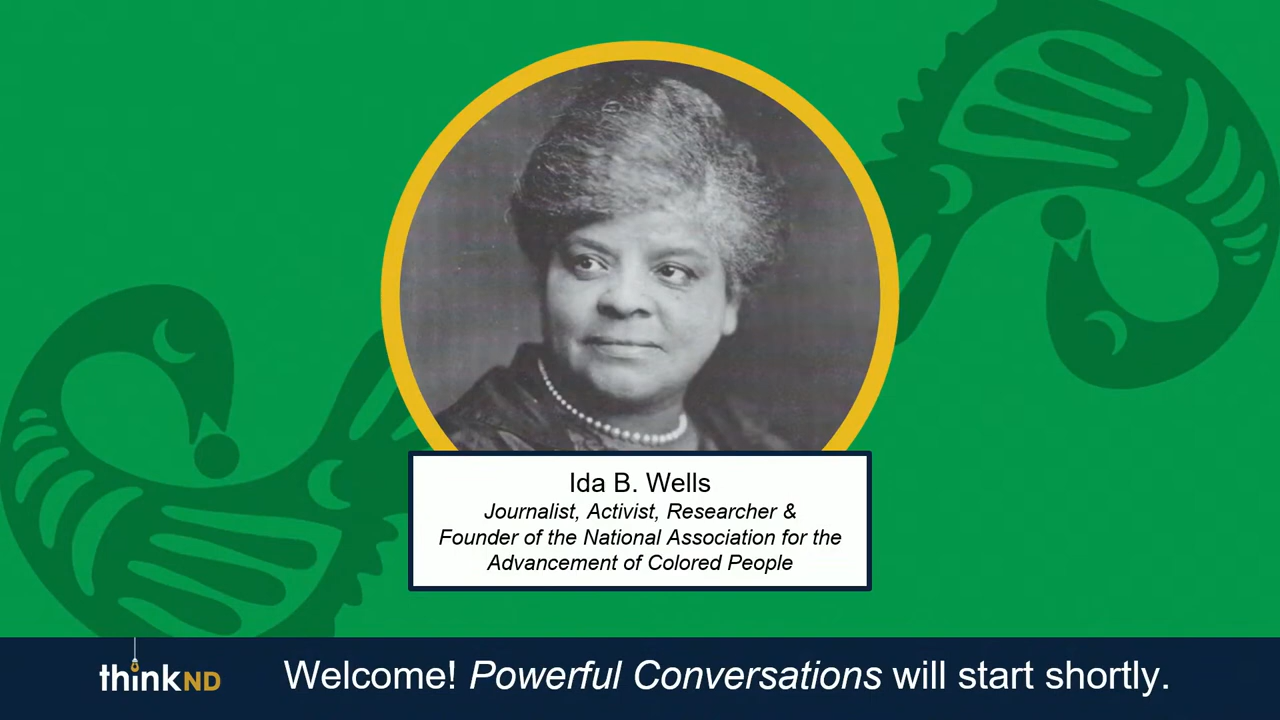 Ida B. Wells
Journalist, Activist, Researcher &
Founder of the National Association for the
Advancement of Colored People
thinkND
Welcome! Powerful Conversations will start shortly.